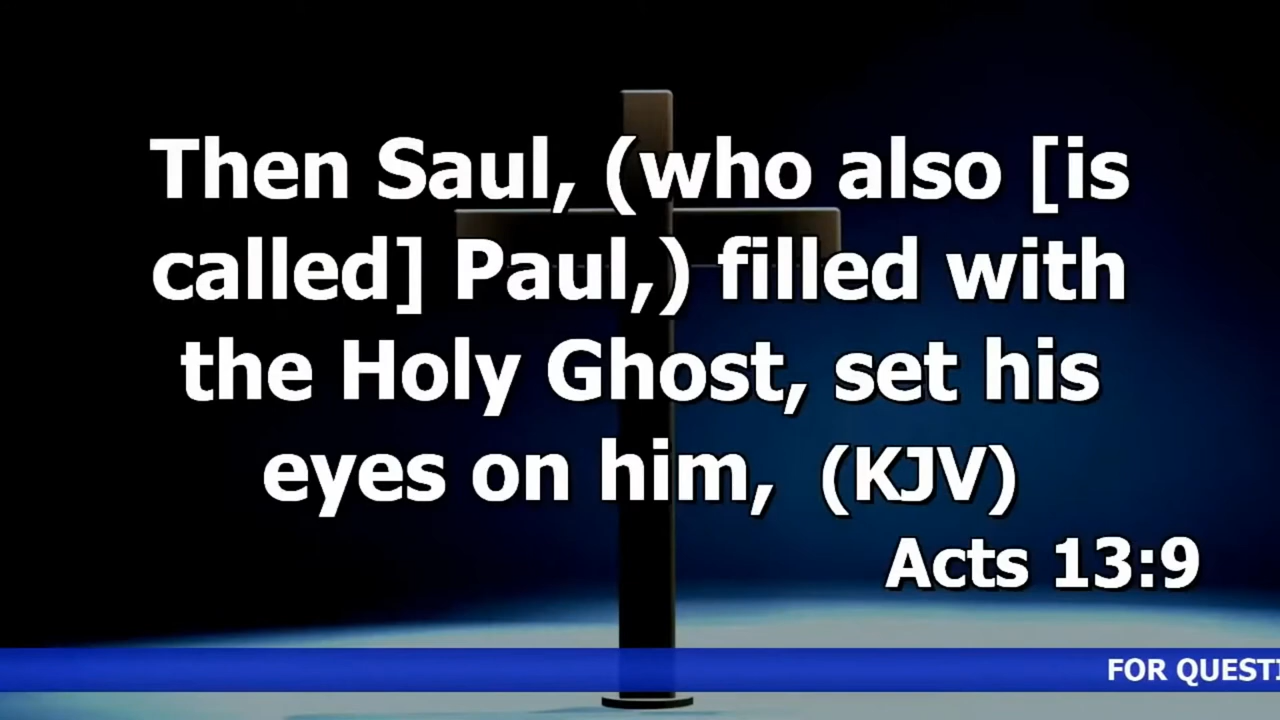 Then Saul, (who also [is
called] Paul,) filled with
the Holy Ghost, set his
eyes on him, (KJV)
Acts 13:9
FOR QUESTI